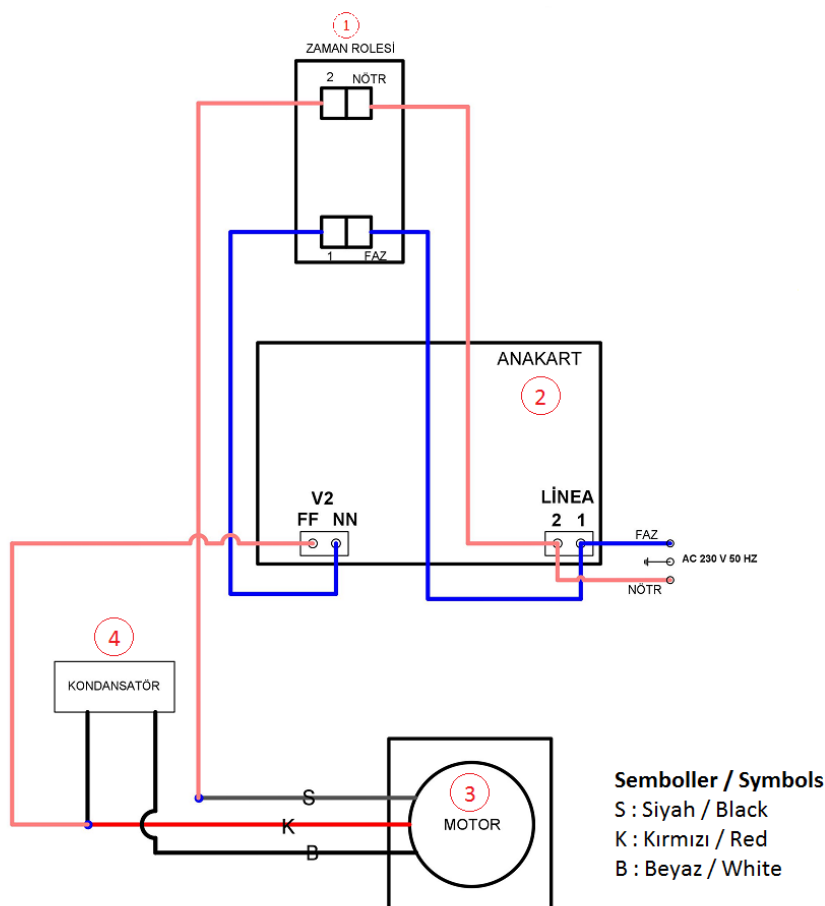 1
ZAMAN ROLESİ
2 NÖTR
1 FAZ
ANAKART
2
V2
FF NN
LİNEA
2 1
FAZ
AC 230 V 50 HZ
NÖTR
4
KONDANSATÖR
S
K
B
3
MOTOR
Semboller / Symbols
S : Siyah / Black
K : Kırmızı / Red
B : Beyaz / White